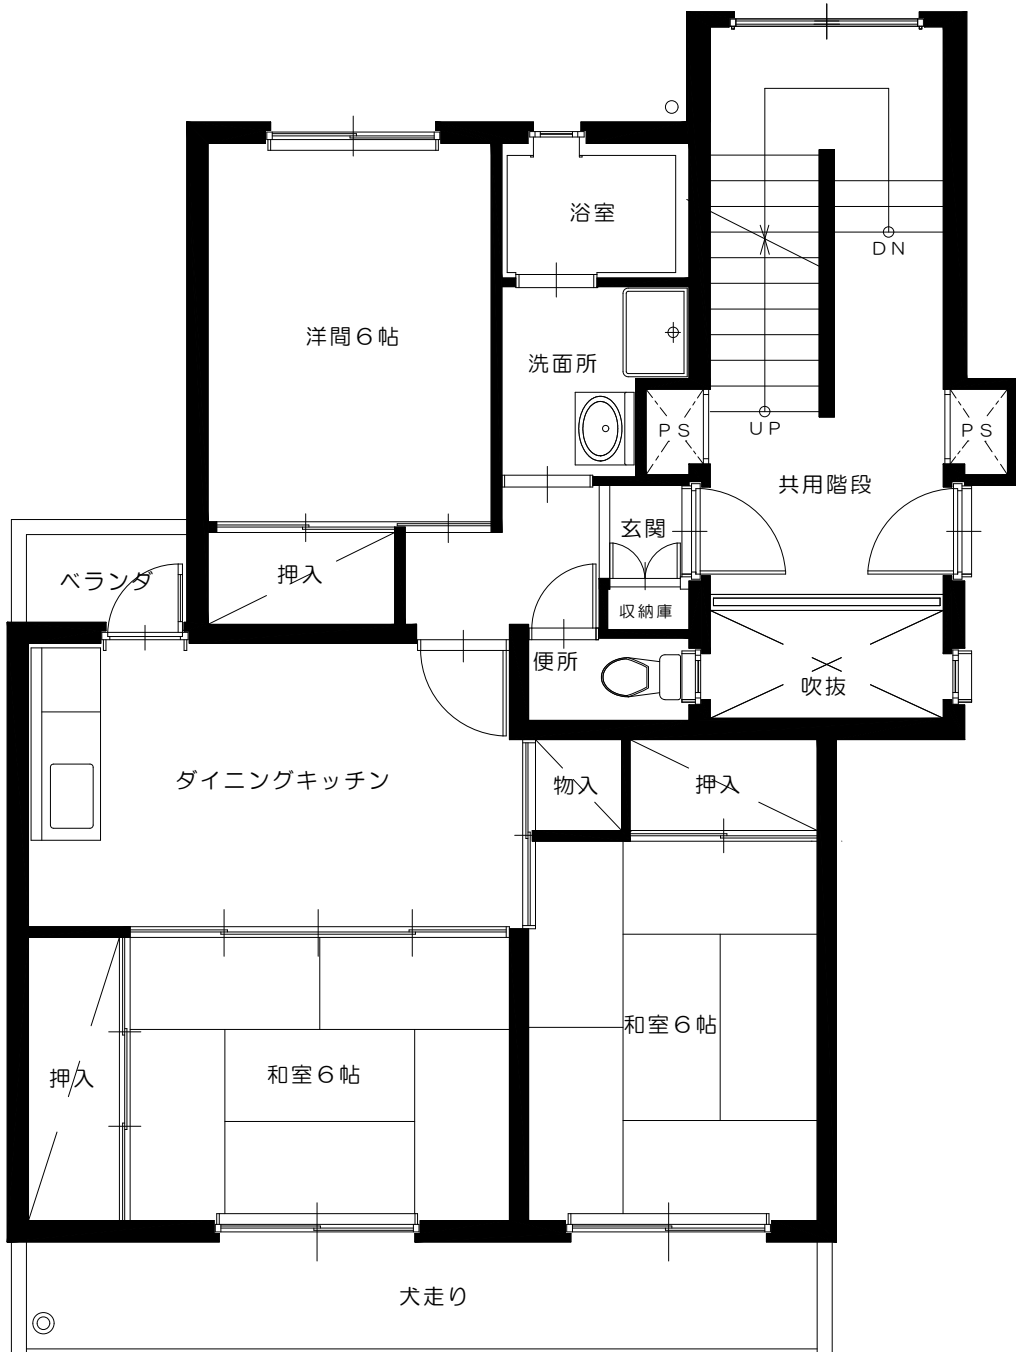 浴室
DN
洋間６帖
洗面所
UP
PS
PS
共用階段
玄関
押入
ベランダ
収納庫
便所
吹抜
ダイニングキッチン
物入
押入
和室６帖
和室６帖
押入
犬走り